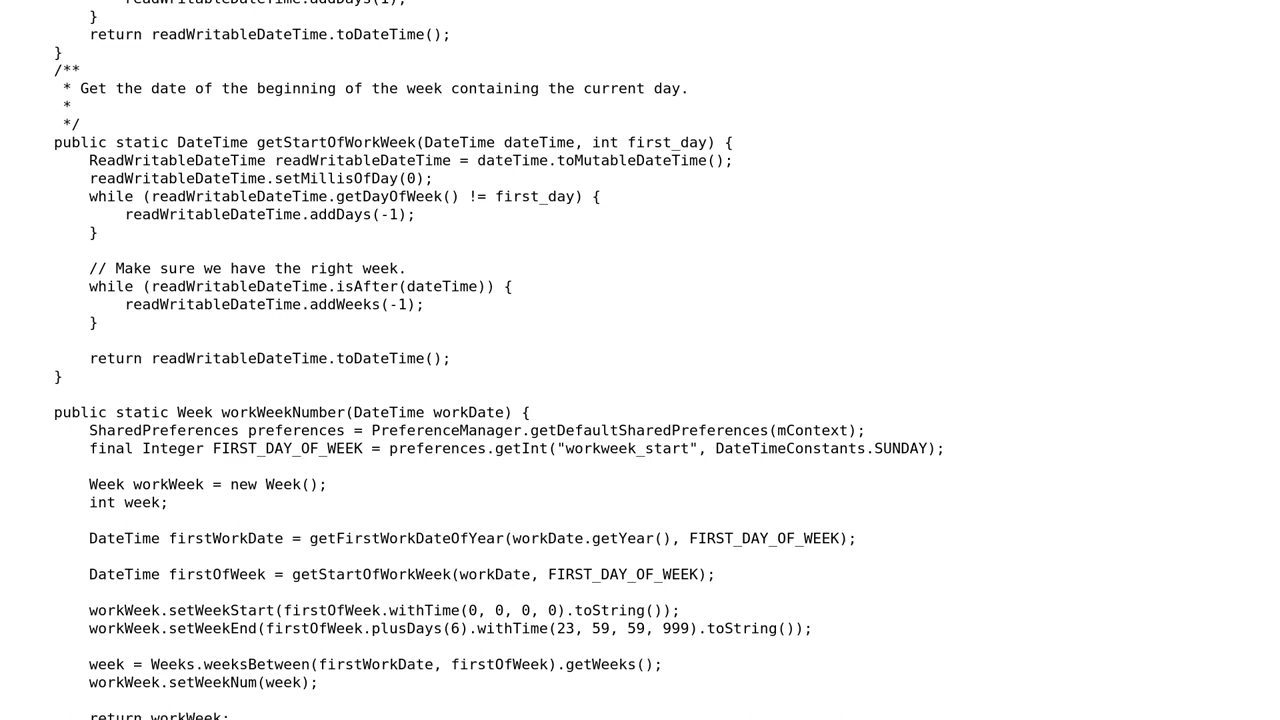 readWritableDateTime.addDays(1);
}
return readWritableDateTime.toDateTime();
}
/**
* Get the date of the beginning of the week containing the current day.
*
*/
public static DateTime getStartOfWorkWeek(DateTime dateTime, int first_day) {
ReadWritableDateTime readWritableDateTime = dateTime.toMutableDateTime();
readWritableDateTime.setMillisOfDay(0);
while (readWritableDateTime.getDayOfWeek() != first_day) {
readWritableDateTime.addDays(-1);
}
// Make sure we have the right week.
while (readWritableDateTime.isAfter(dateTime)) {
readWritableDateTime.addWeeks(-1);
}
return readWritableDateTime.toDateTime();
}
public static Week workWeekNumber(DateTime workDate) {
SharedPreferences preferences = PreferenceManager.getDefaultSharedPreferences(mContext);
final Integer FIRST_DAY_OF_WEEK = preferences.getInt("workweek_start", DateTimeConstants.SUNDAY);
Week workWeek = new Week();
int week;
DateTime firstWorkDate = getFirstWorkDateOfYear(workDate.getYear(), FIRST_DAY_OF_WEEK);
DateTime firstOfWeek = getStartOfWorkWeek(workDate, FIRST_DAY_OF_WEEK);
workWeek.setWeekStart(firstOfWeek.withTime(0, 0, 0, 0).toString());
workWeek.setWeekEnd(firstOfWeek.plusDays(6).withTime(23, 59, 59, 999).toString());
week = Weeks.weeksBetween(firstWorkDate, firstOfWeek).getWeeks();
workWeek.setWeekNum(week);
return workWeek;